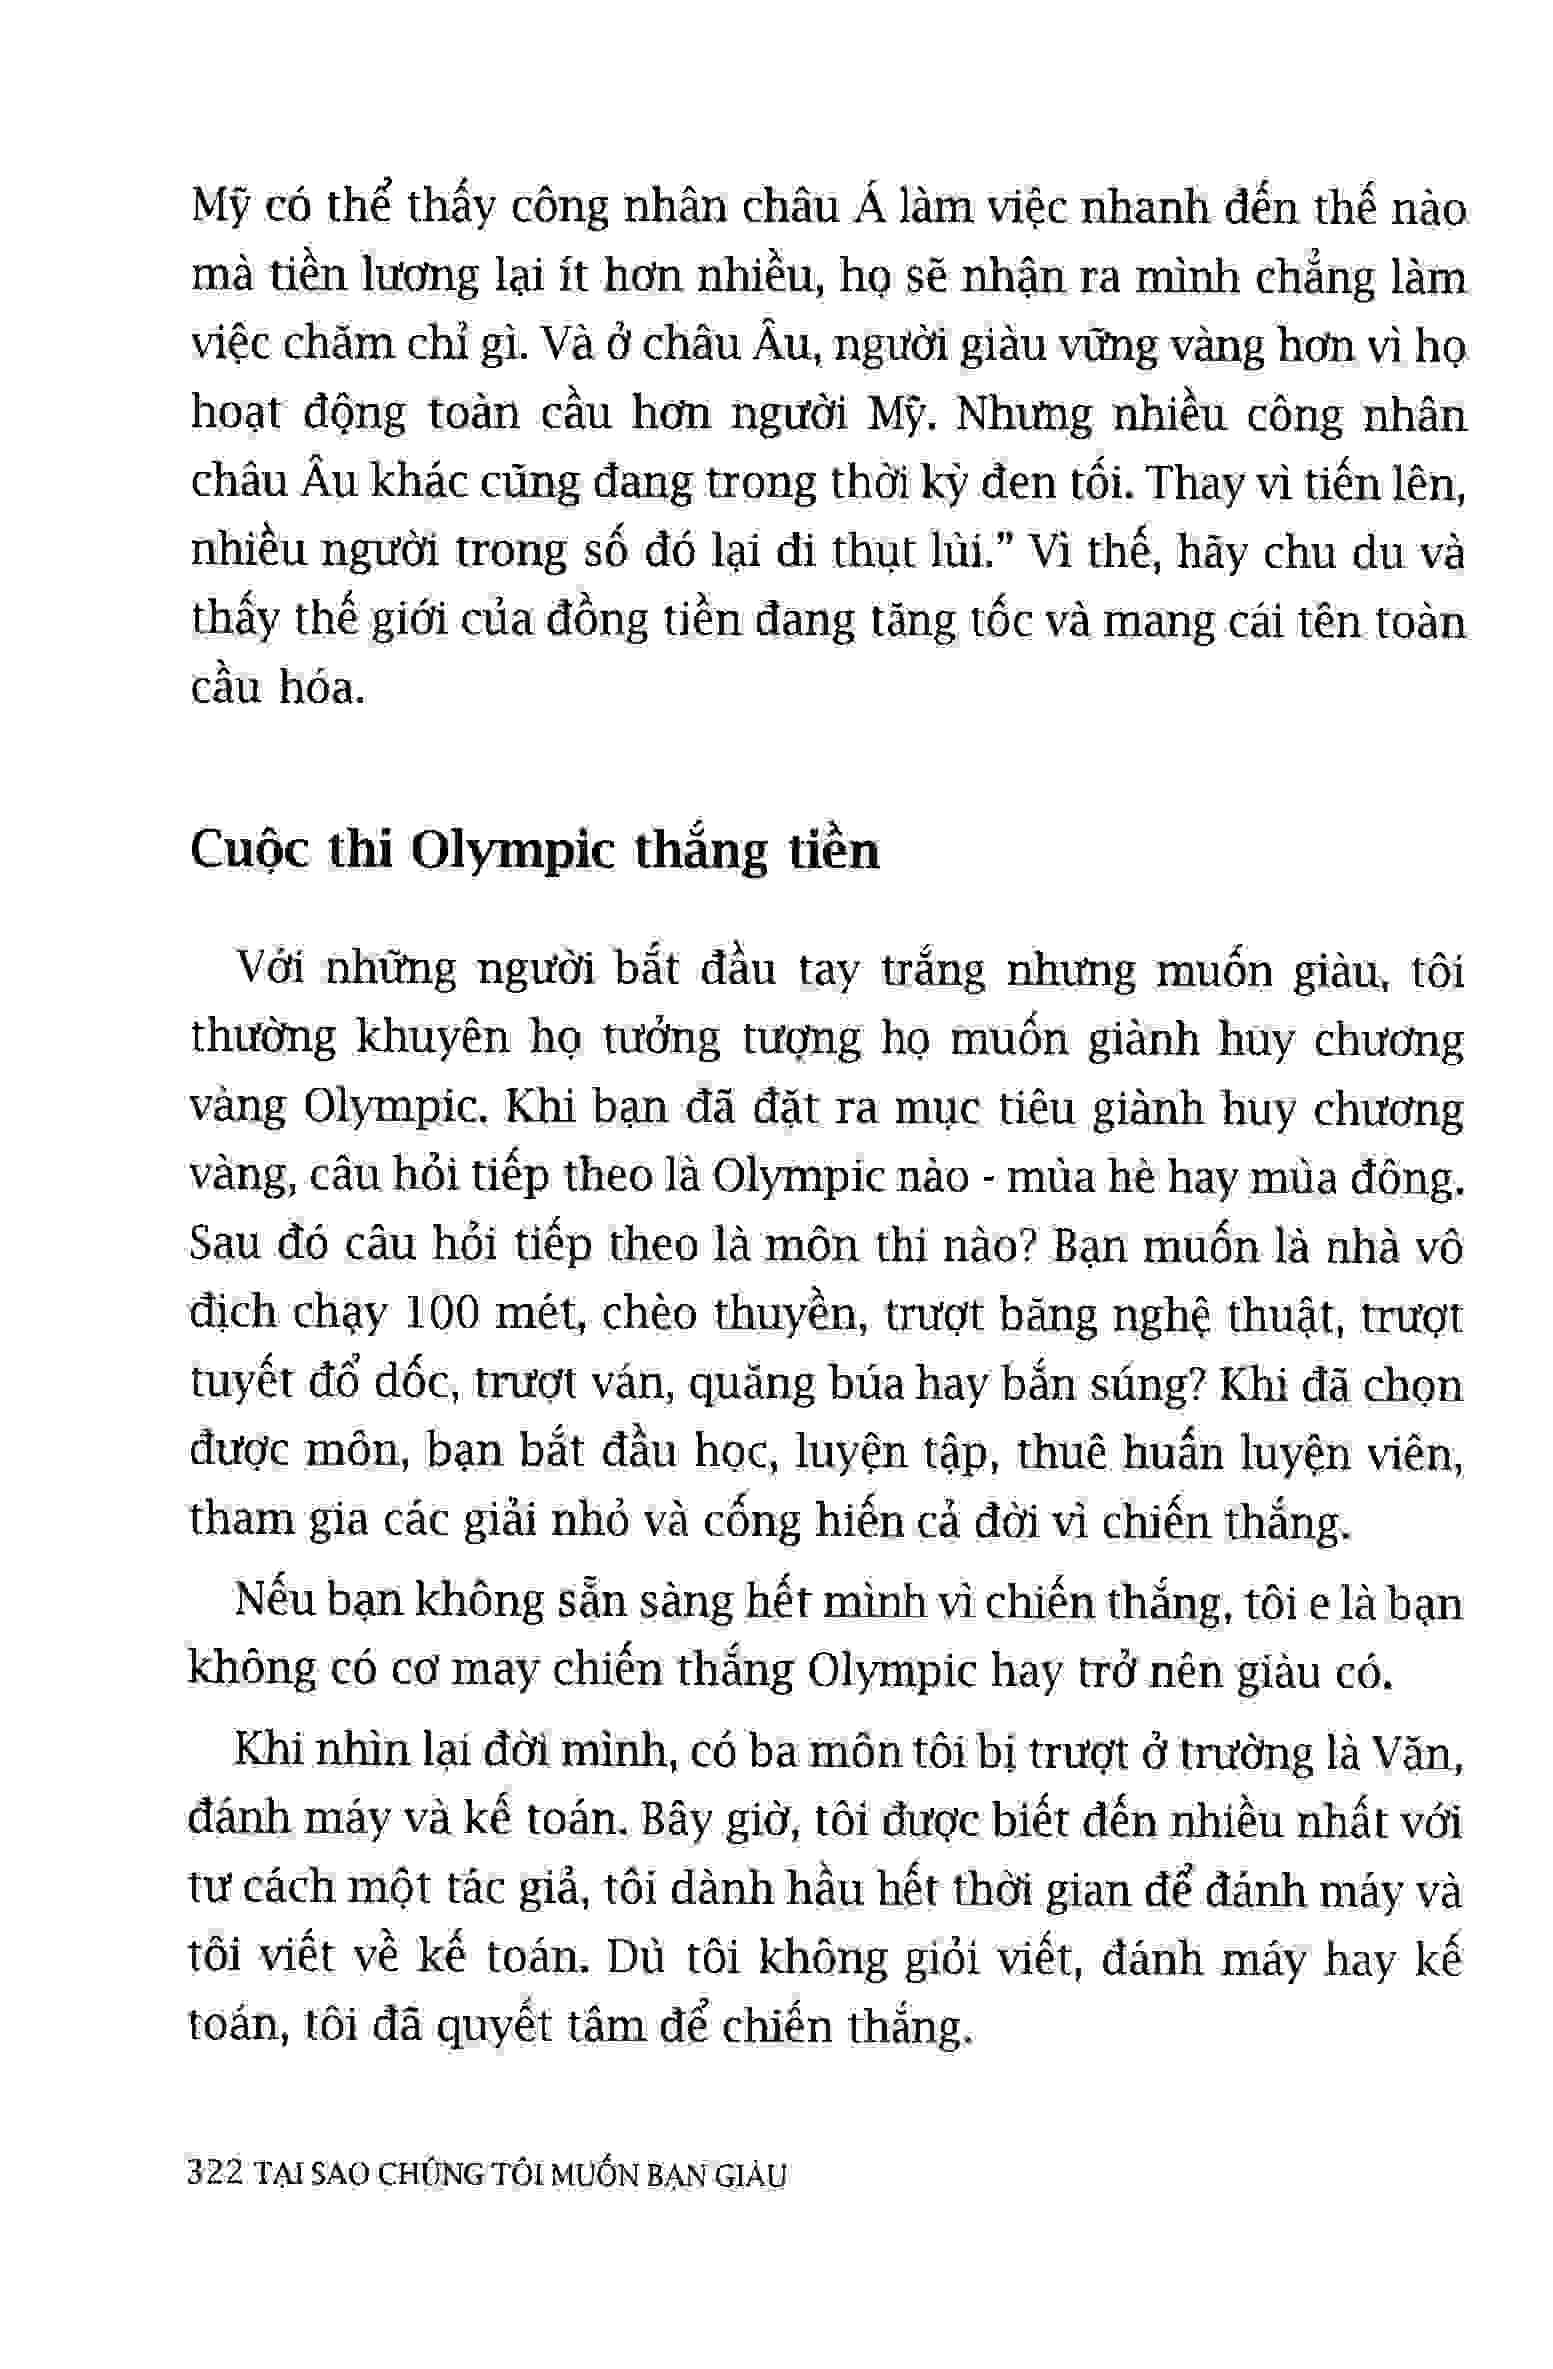 Mỹ có thể thấy công nhân châu Á làm việc nhanh đến thế nào
mà tiền lương lại ít hơn nhiều, họ sẽ nhận ra mình chẳng làm
việc chăm chỉ gì. Và ở châu Âu, người giàu vững vàng hơn vì họ
hoạt động toàn cầu hơn người Mỹ. Nhưng nhiều công nhân
châu Âu khác cũng đang trong thời kỳ đen tối. Thay vì tiến lên,
nhiều người trong số đó lại đi thụt lùi.” Vì thế, hãy chu du và
thấy thế giới của đồng tiền đang tăng tốc và mang cái tên toàn
cầu hóa.
Cuộc thi Olympic thắng tiền
Với những người bắt đầu tay trắng nhưng muốn giàu, tôi
thường khuyên họ tưởng tượng họ muốn giành huy chương
vàng Olympic. Khi bạn đã đặt ra mục tiêu giành huy chương
vàng, câu hỏi tiếp theo là Olympic nào - mùa hè hay mùa đông.
Sau đó câu hỏi tiếp theo là môn thi nào? Bạn muốn là nhà vô
địch chạy 100 mét, chèo thuyền, trượt băng nghệ thuật, trượt
tuyết đổ dốc, trượt ván, quăng búa hay bắn súng? Khi đã chọn
được môn, bạn bắt đầu học, luyện tập, thuê huấn luyện viên,
tham gia các giải nhỏ và cống hiến cả đời vì chiến thắng.
Nếu bạn không sẵn sàng hết mình vì chiến thắng, tôi e là bạn
không có cơ may chiến thắng Olympic hay trở nên giàu có.
Khi nhìn lại đời mình, có ba môn tôi bị trượt ở trường là Văn,
đánh máy và kế toán. Bây giờ, tôi được biết đến nhiều nhất với
tư cách một tác giả, tôi dành hầu hết thời gian để đánh máy và
tôi viết về kế toán. Dù tôi không giỏi viết, đánh máy hay kế
toán, tôi đã quyết tâm để chiến thắng.
322 TẠI SAO CHÚNG TÔI MUỐN BẠN GIÀU